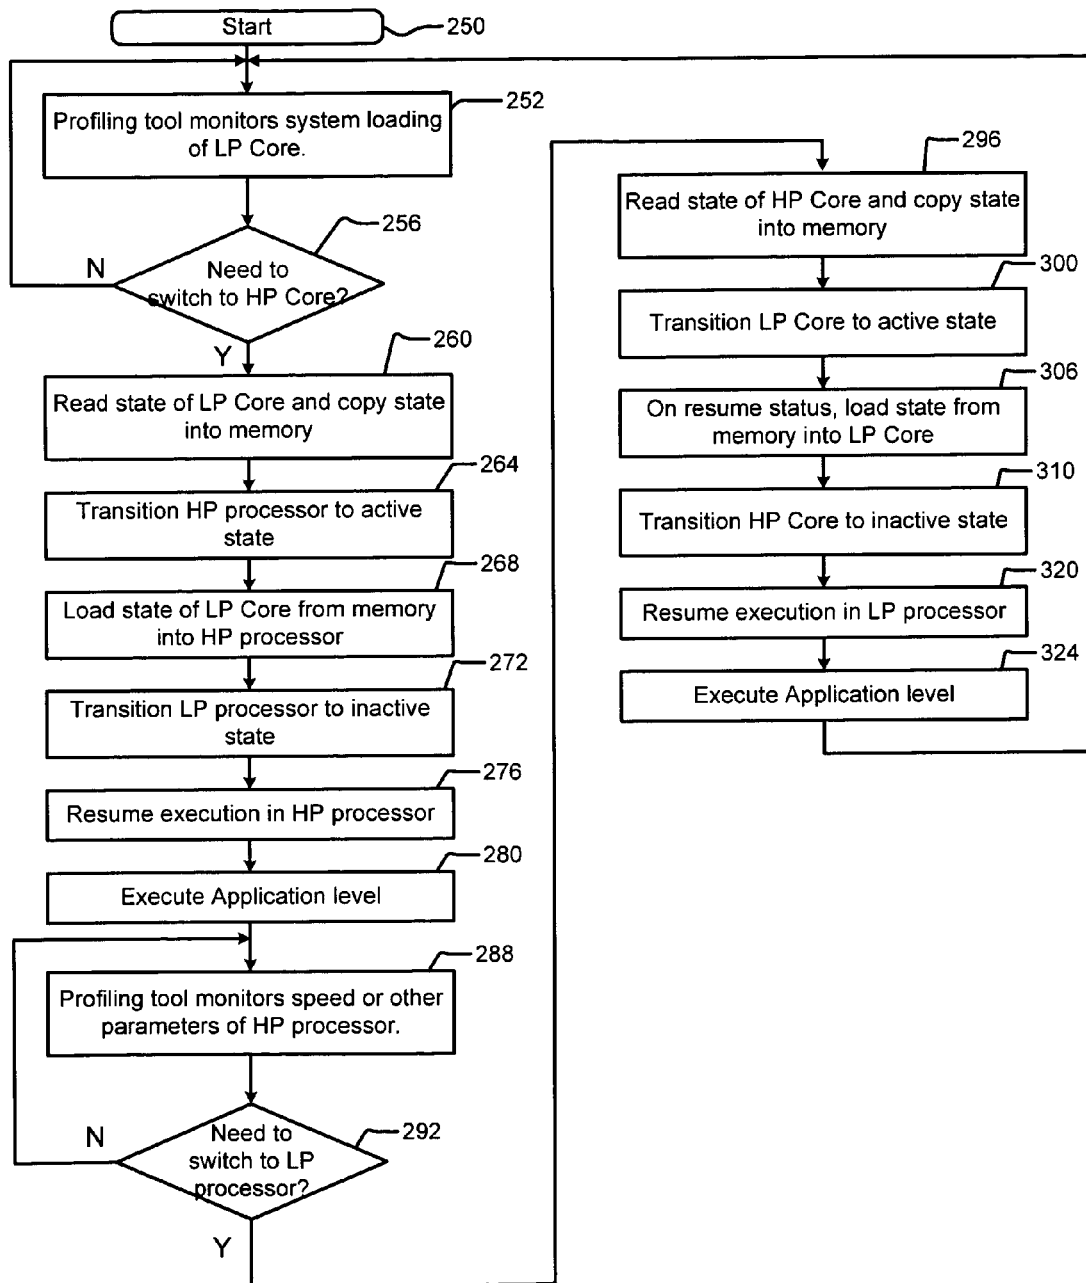 Start
250
Profiling tool monitors system loading
of LP Core.
252
Need to
switch to HP Core?
256
N
Y
Read state of LP Core and copy state
into memory
260
Transition HP processor to active
state
264
Load state of LP Core from memory
into HP processor
268
Transition LP processor to inactive
state
272
Resume execution in HP processor
276
Execute Application level
280
Profiling tool monitors speed or other
parameters of HP processor.
288
Need to
switch to LP
processor?
292
N
Y
Read state of HP Core and copy state
into memory
296
Transition LP Core to active state
300
On resume status, load state from
memory into LP Core
306
Transition HP Core to inactive state
310
Resume execution in LP processor
320
Execute Application level
324